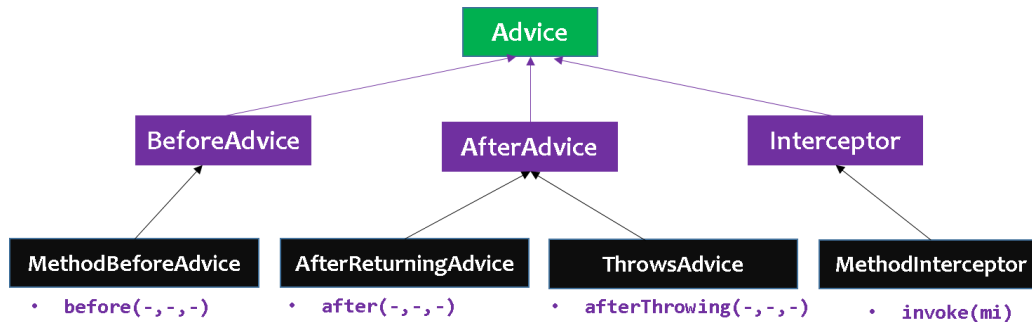 Advice
BeforeAdvice
AfterAdvice
Interceptor
MethodBeforeAdvice
AfterReturningAdvice
ThrowsAdvice
MethodInterceptor
• before(-,-,-)
• after(-,-,-)
• afterThrowing(-,-,-)
• invoke(mi)